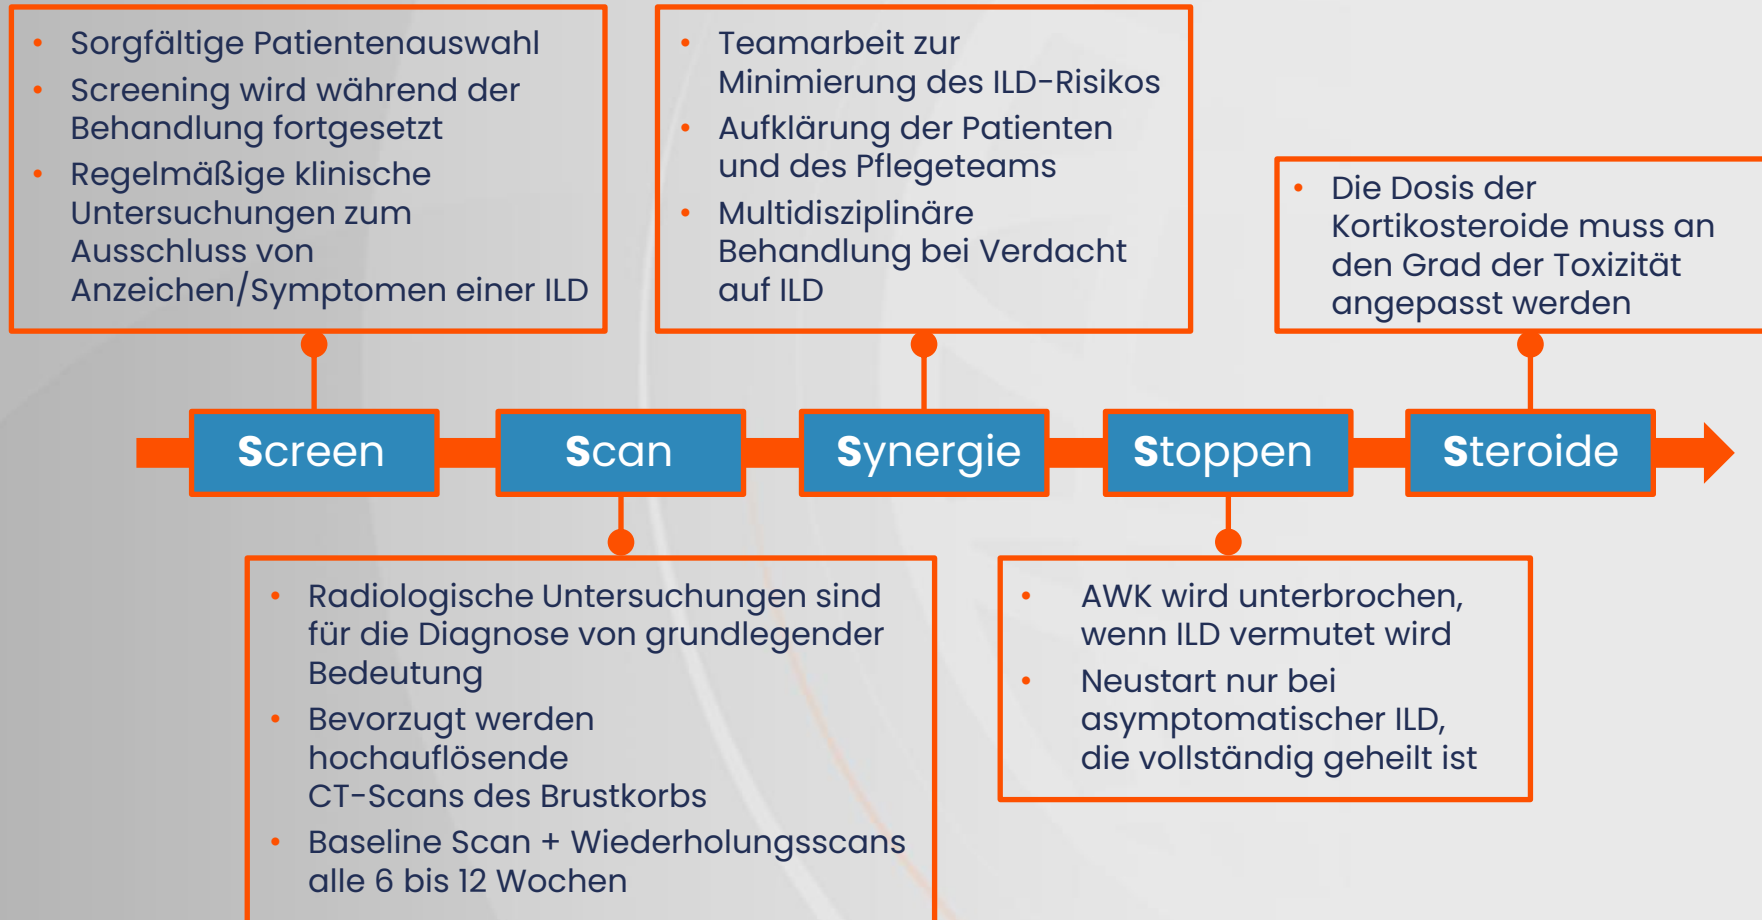 • Sorgfältige Patientenauswahl
• Screening wird während der
Behandlung fortgesetzt
• Regelmäßige klinische
Untersuchungen zum
Ausschluss von
Anzeichen/Symptomen einer ILD
• Teamarbeit zur
Minimierung des ILD-Risikos
• Aufklärung der Patienten
und des Pflegeteams
• Multidisziplinäre
Behandlung bei Verdacht
auf ILD
• Die Dosis der
Kortikosteroide muss an
den Grad der Toxizität
angepasst werden
Screen
Scan
Synergie
Stoppen
Steroide
• Radiologische Untersuchungen sind
für die Diagnose von grundlegender
Bedeutung
• Bevorzugt werden
hochauflösende
CT-Scans des Brustkorbs
• Baseline Scan + Wiederholungsscans
alle 6 bis 12 Wochen
• AWK wird unterbrochen,
wenn ILD vermutet wird
• Neustart nur bei
asymptomatischer ILD,
die vollständig geheilt ist